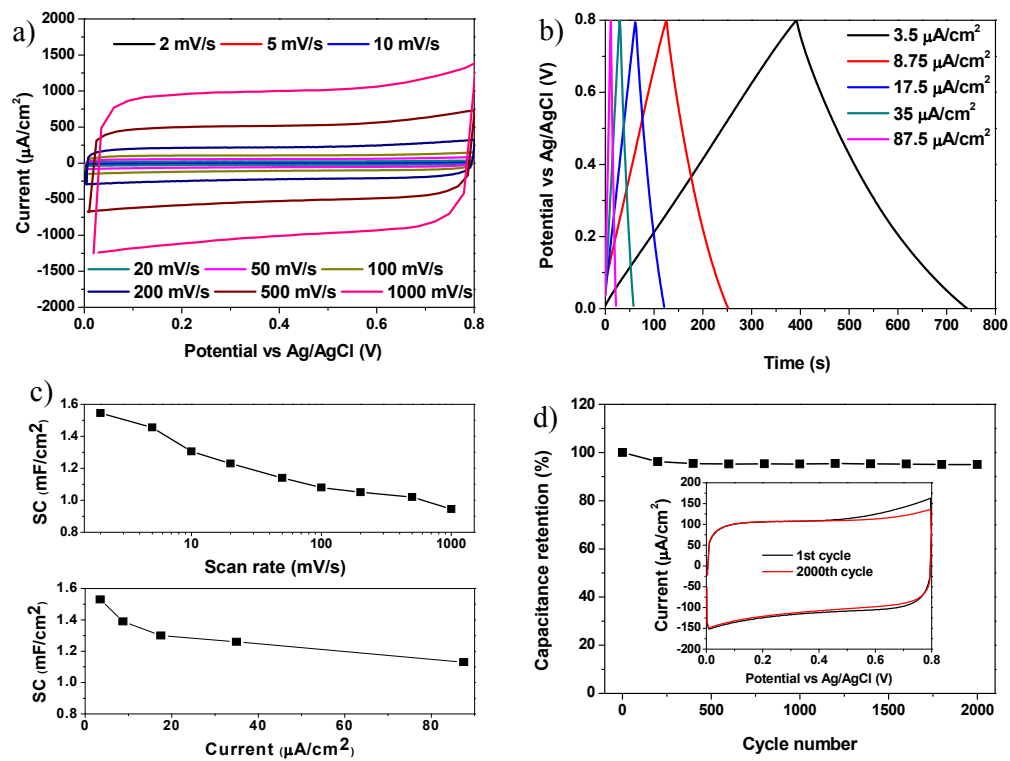 a)
2000
1500
1000
500
0
-500
-1000
-1500
2000
Current (µA/cm²)
2 mV/s 5 mV/s 10 mV/s
20 mV/s 50 mV/s 100 mV/s
200 mV/s 500 mV/s 1000 mV/s
0.0 0.2 0.4 0.6 0.8
Potential vs Ag/AgCl (V)
b)
0.8
0.6
0.4
0.2
0.0
Potential vs Ag/AgCl (V)
3.5 µA/cm²
8.75 µA/cm²
17.5 µA/cm²
35 µA/cm²
87.5 µA/cm²
0 100 200 300 400 500 600 700 800
Time (s)
c)
1.6
1.4
1.2
1.0
0.8
SC (mF/cm²)
10 100 1000
Scan rate (mV/s)
1.6
1.4
1.2
1.0
0.8
SC (mF/cm²)
0 20 40 60 80
Current (µA/cm²)
d)
120
100
80
60
40
20
0
Capacitance retention (%)
200
150
100
50
0
-50
-100
-150
-200
Current (µA/cm²)
1st cycle
2000th cycle
0.0 0.2 0.4 0.6 0.8
Potential vs Ag/AgCl (V)
0 500 1000 1500 2000
Cycle number